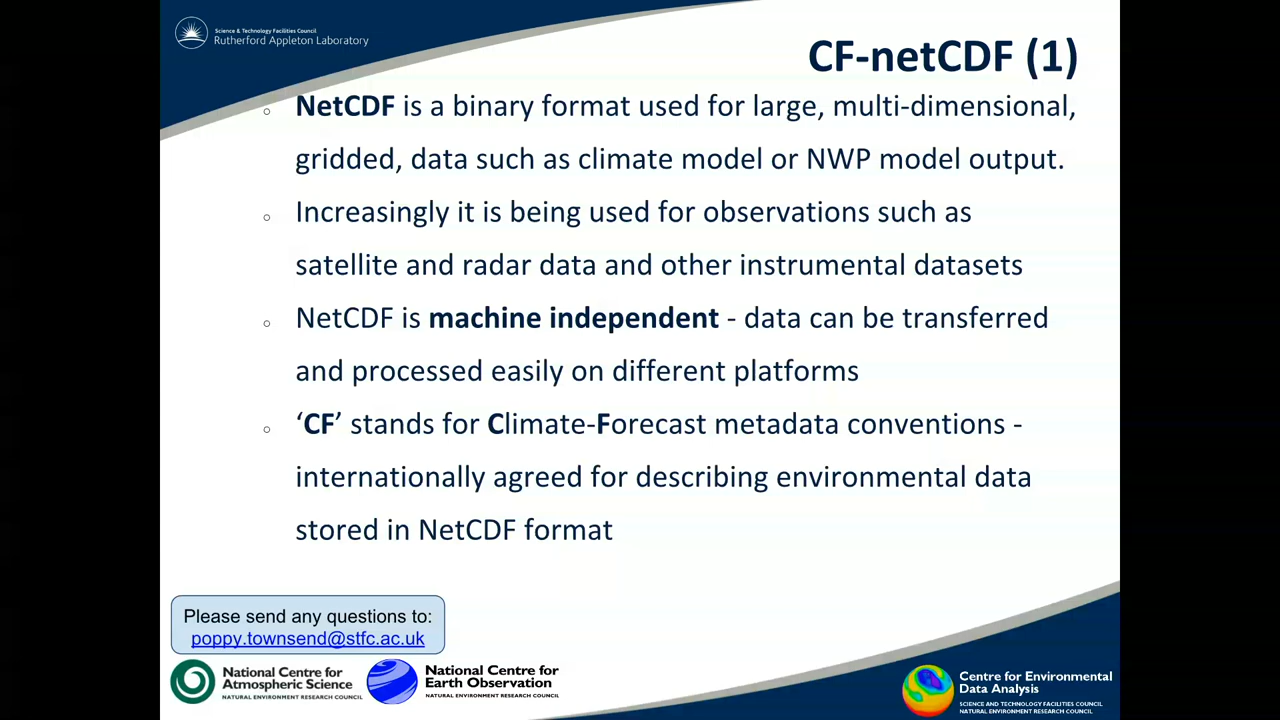 Science & Technology Facilities Council
Rutherford Appleton Laboratory
CF-netCDF (1)
NetCDF is a binary format used for large, multi-dimensional,
gridded, data such as climate model or NWP model output.
Increasingly it is being used for observations such as
satellite and radar data and other instrumental datasets
NetCDF is machine independent - data can be transferred
and processed easily on different platforms
‘CF’ stands for Climate-Forecast metadata conventions -
internationally agreed for describing environmental data
stored in NetCDF format
Please send any questions to:
poppy.townsend@stfc.ac.uk
National Centre for
Atmospheric Science
NATURAL ENVIRONMENT RESEARCH COUNCIL
National Centre for
Earth Observation
NATURAL ENVIRONMENT RESEARCH COUNCIL
Centre for Environmental
Data Analysis
SCIENCE AND TECHNOLOGY FACILITIES COUNCIL
NATURAL ENVIRONMENT RESEARCH COUNCIL